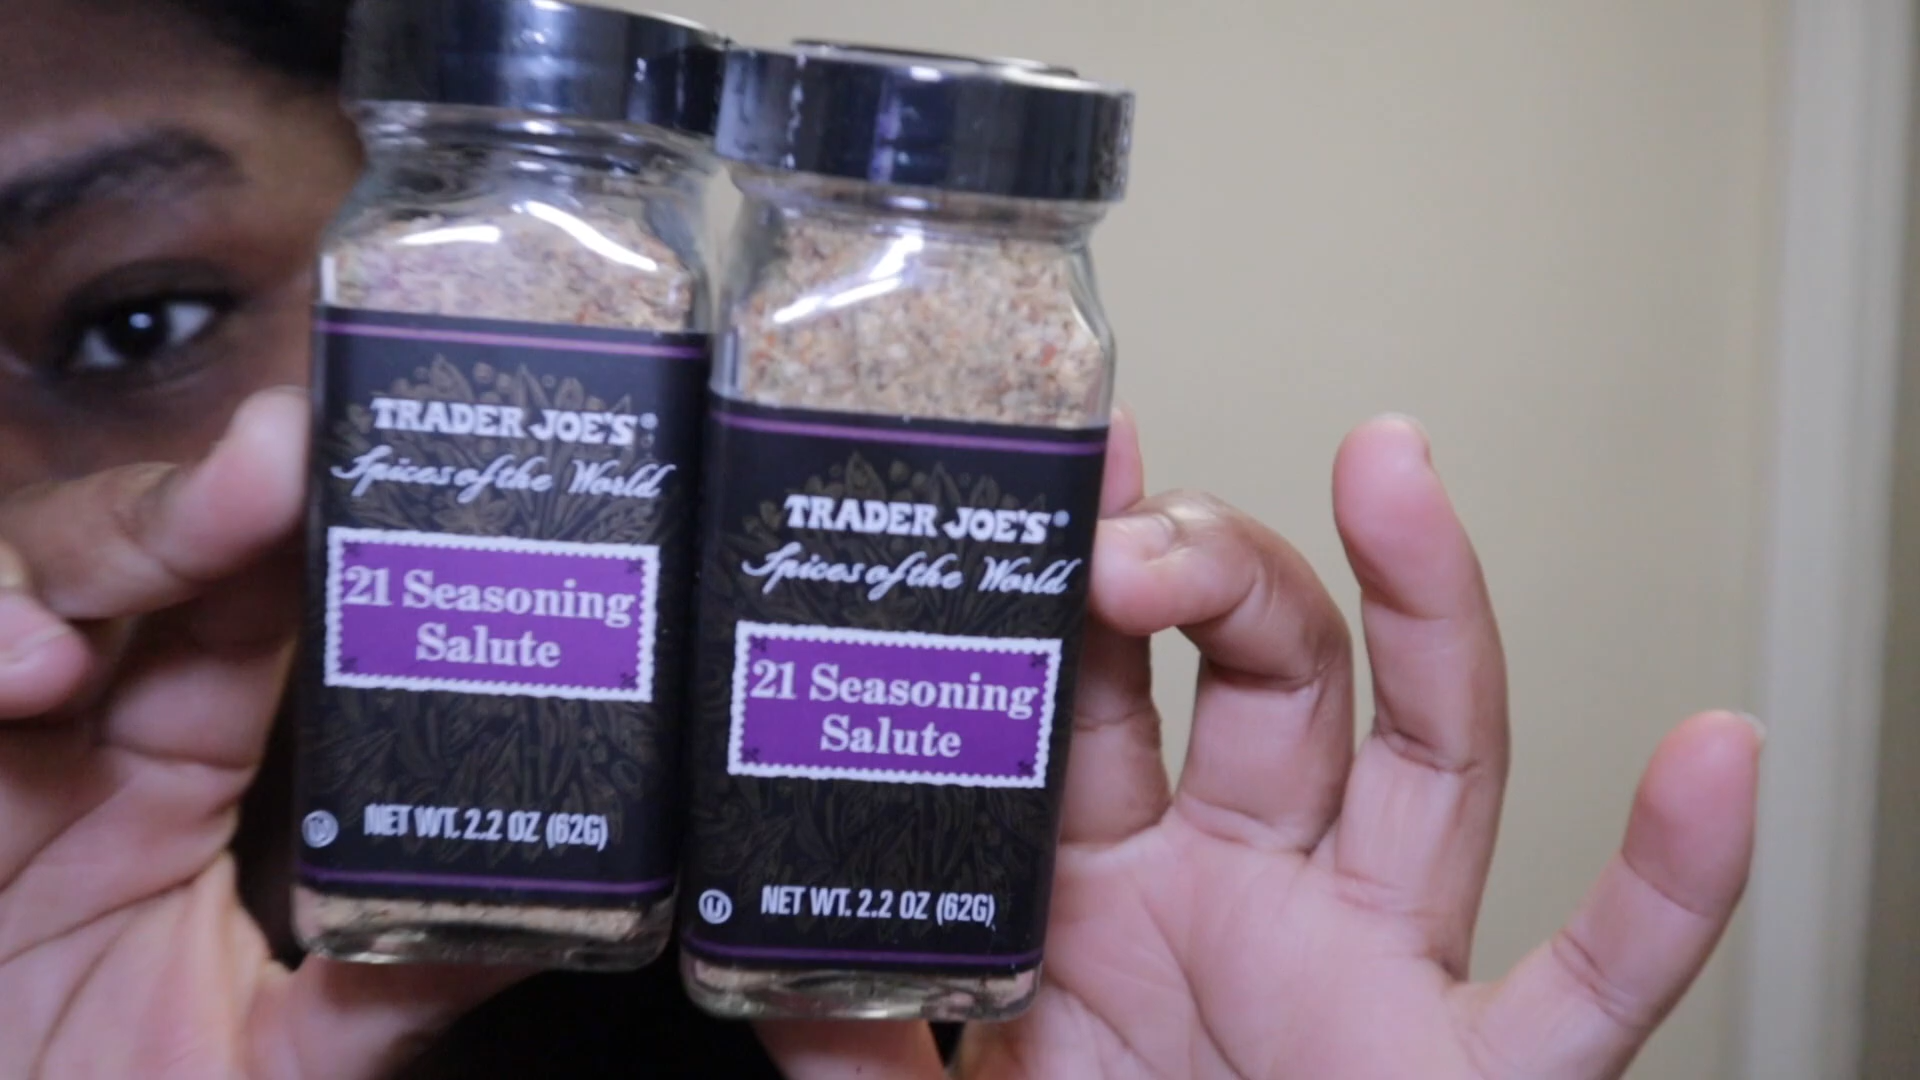 TRADER JOE'S®
Spices of the World
21 Seasoning
Salute
U
NET WT. 2.2 OZ (62G)
TRADER JOE'S®
Spices of the World
21 Seasoning
Salute
U
NET WT. 2.2 OZ (62G)